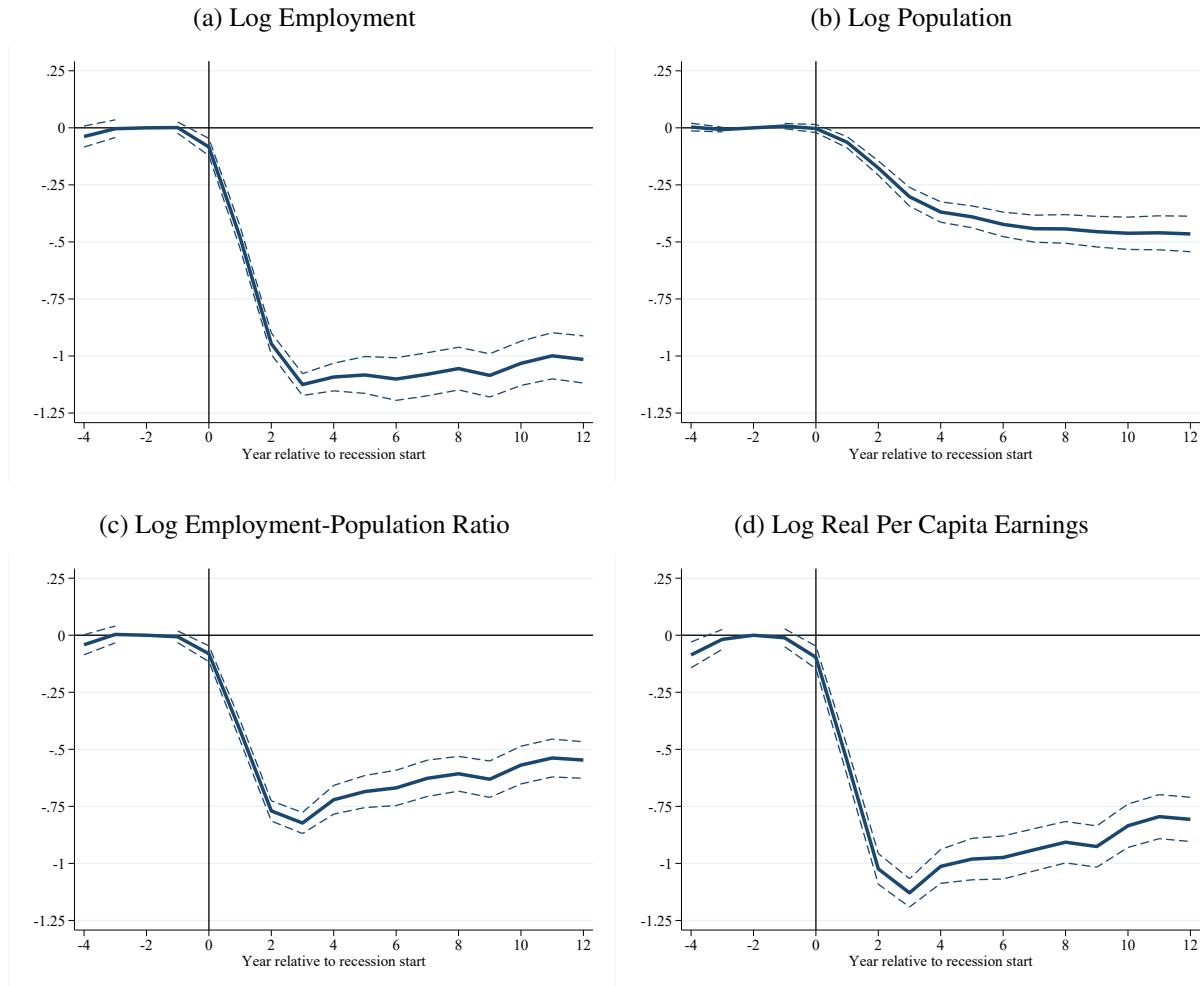 (a) Log Employment
.25
0
-.25
-.5
-.75
-1
-1.25
-4 -2 0 2 4 6 8 10 12
Year relative to recession start
(b) Log Population
.25
0
-.25
-.5
-.75
-1
-1.25
-4 -2 0 2 4 6 8 10 12
Year relative to recession start
(c) Log Employment-Population Ratio
.25
0
-.25
-.5
-.75
-1
-1.25
-4 -2 0 2 4 6 8 10 12
Year relative to recession start
(d) Log Real Per Capita Earnings
.25
0
-.25
-.5
-.75
-1
-1.25
-4 -2 0 2 4 6 8 10 12
Year relative to recession start